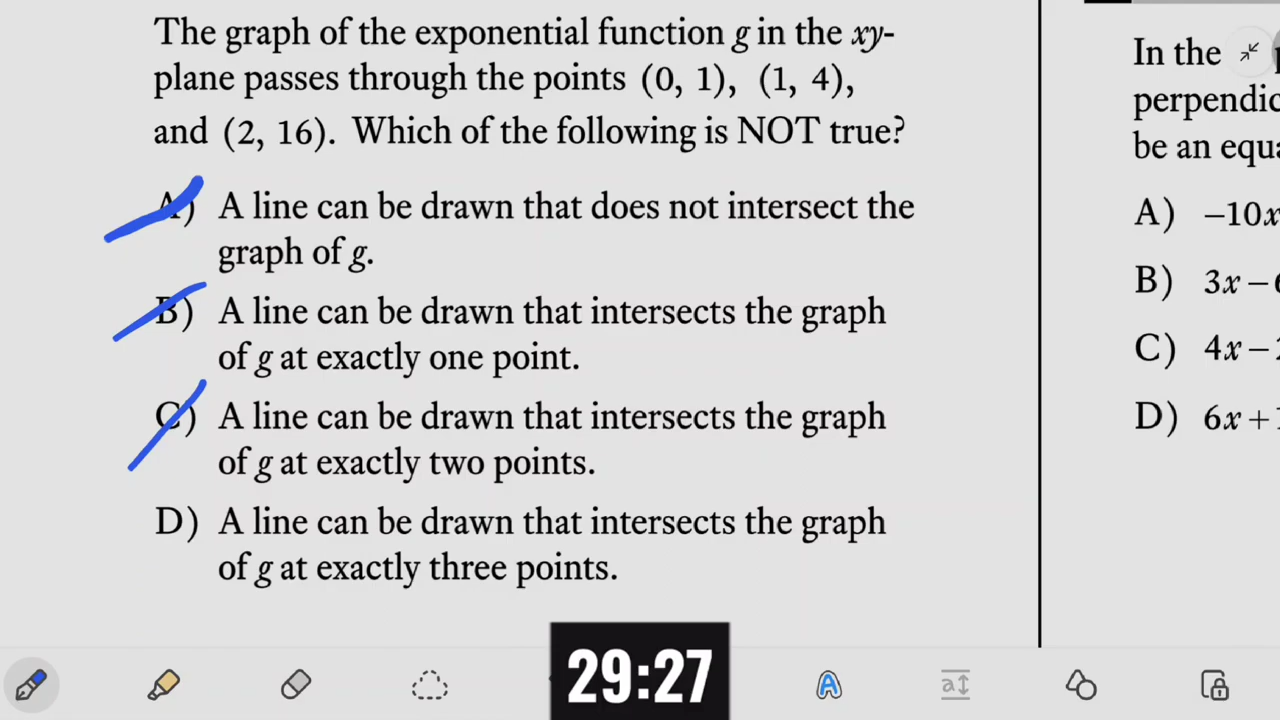 The graph of the exponential function g in the xy-
plane passes through the points (0, 1), (1, 4),
and (2, 16). Which of the following is NOT true?
A) A line can be drawn that does not intersect the
graph of g.
B) A line can be drawn that intersects the graph
of g at exactly one point.
C) A line can be drawn that intersects the graph
of g at exactly two points.
D) A line can be drawn that intersects the graph
of g at exactly three points.
In the
perpendic
be an equa
A) −10x
B) 3x − 6
C) 4x −
D) 6x +
29:27
A
a